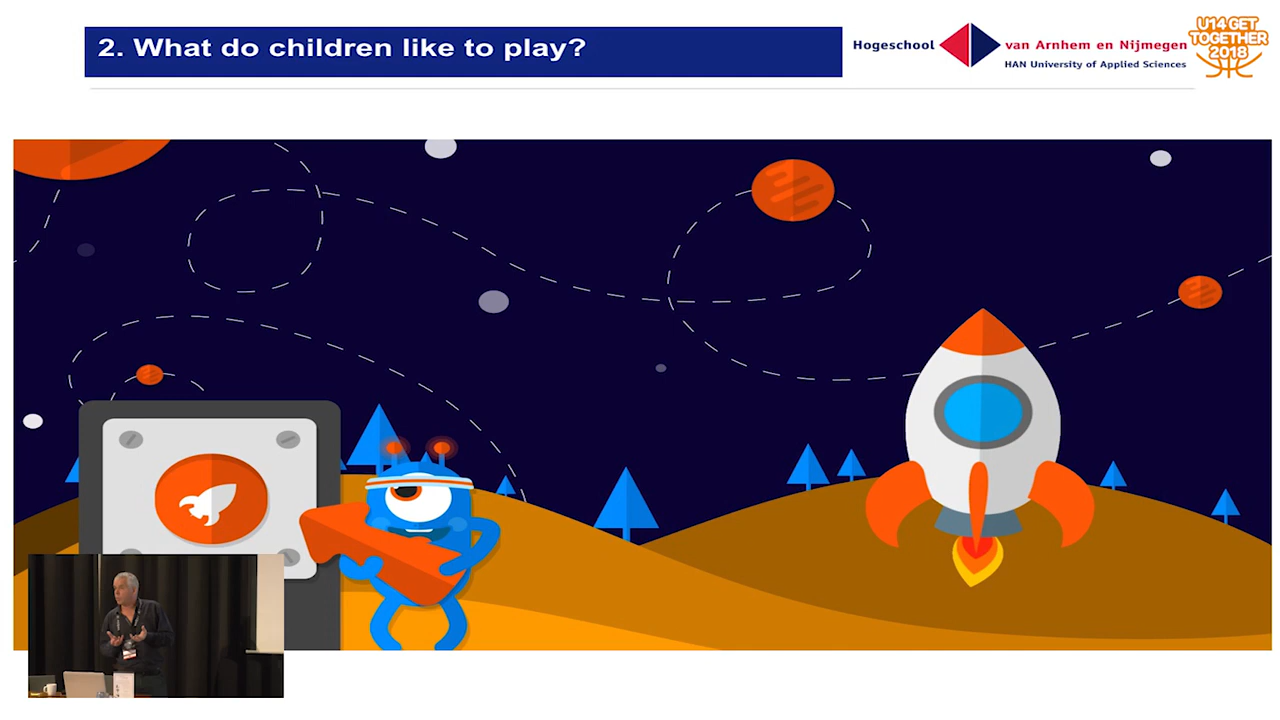 2. What do children like to play?
Hogeschool van Arnhem en Nijmegen
HAN University of Applied Sciences
U14 GET
TOGETHER
2018